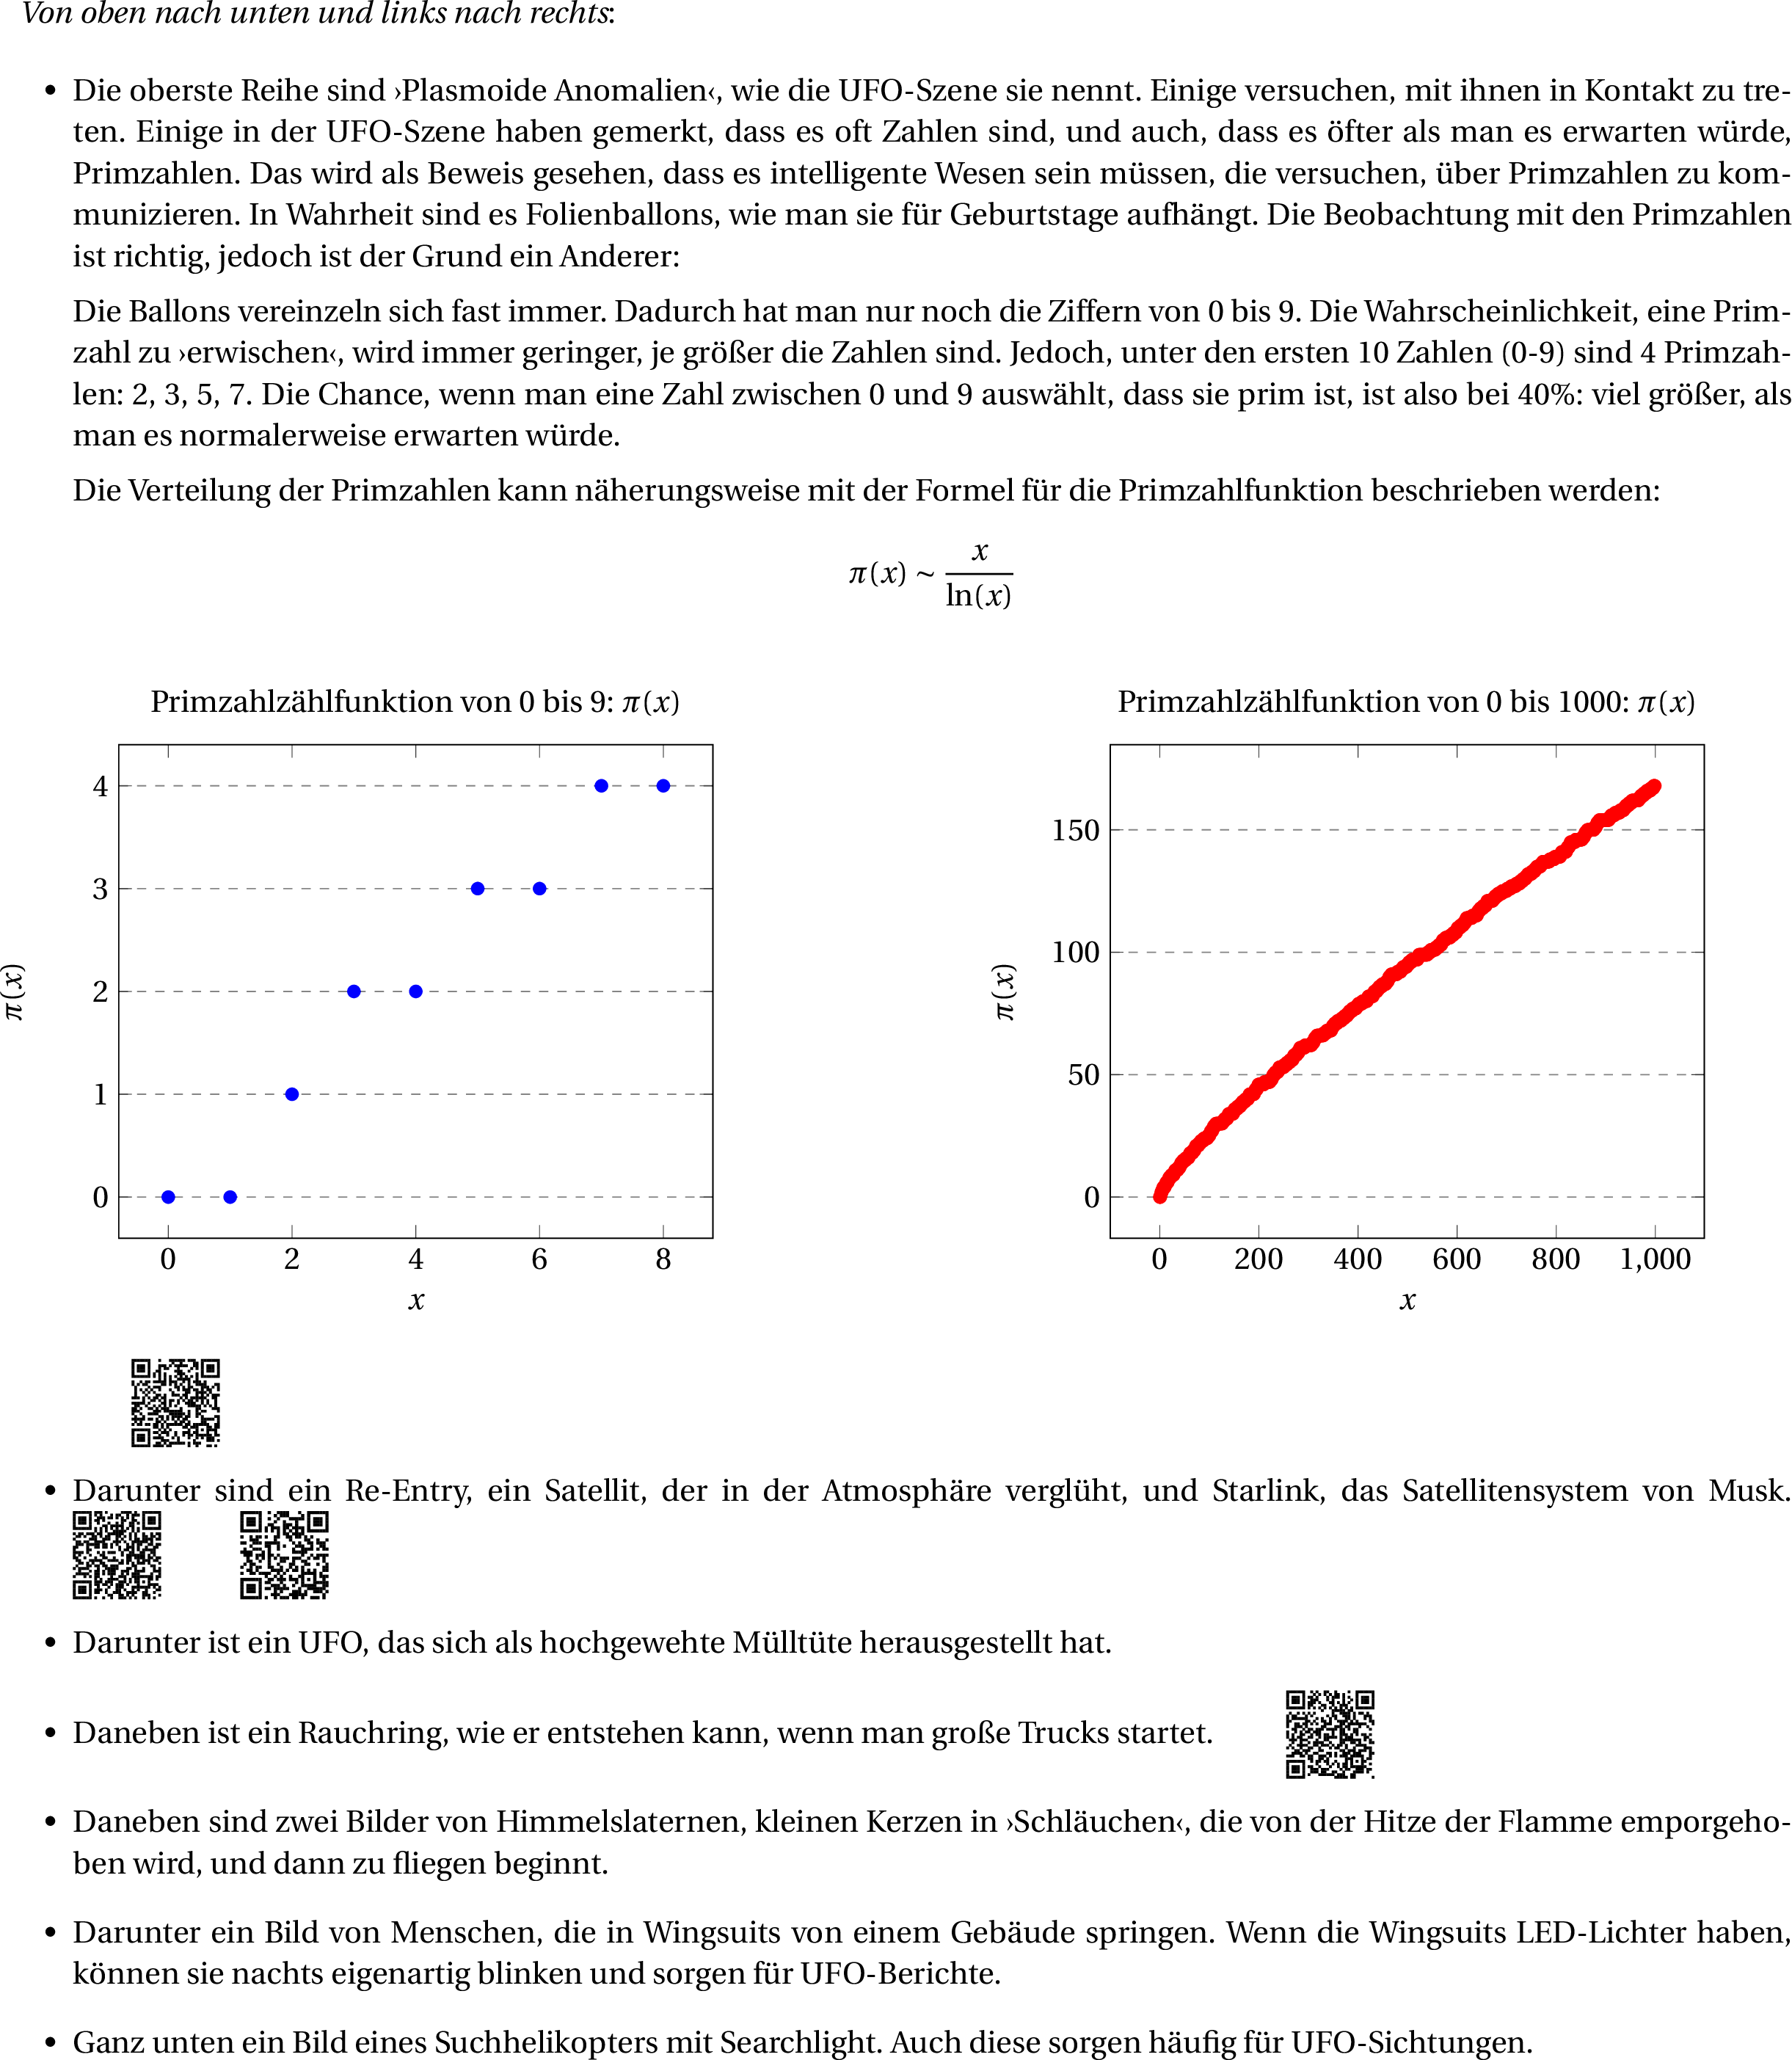 Von oben nach unten und links nach rechts:
• Die oberste Reihe sind ›Plasmoide Anomalien‹, wie die UFO-Szene sie nennt. Einige versuchen, mit ihnen in Kontakt zu tre-
ten. Einige in der UFO-Szene haben gemerkt, dass es oft Zahlen sind, und auch, dass es öfter als man es erwarten würde,
Primzahlen. Das wird als Beweis gesehen, dass es intelligente Wesen sein müssen, die versuchen, über Primzahlen zu kom-
munizieren. In Wahrheit sind es Folienballons, wie man sie für Geburtstage aufhängt. Die Beobachtung mit den Primzahlen
ist richtig, jedoch ist der Grund ein Anderer:
Die Ballons vereinzeln sich fast immer. Dadurch hat man nur noch die Ziffern von 0 bis 9. Die Wahrscheinlichkeit, eine Prim-
zahl zu ›erwischen‹, wird immer geringer, je größer die Zahlen sind. Jedoch, unter den ersten 10 Zahlen (0-9) sind 4 Primzah-
len: 2, 3, 5, 7. Die Chance, wenn man eine Zahl zwischen 0 und 9 auswählt, dass sie prim ist, ist also bei 40%: viel größer, als
man es normalerweise erwarten würde.
Die Verteilung der Primzahlen kann näherungsweise mit der Formel für die Primzahlfunktion beschrieben werden:
π(x) ~ x / ln(x)
Primzahlzählfunktion von 0 bis 9: π(x)
4
3
2
1
0
π(x)
0 2 4 6 8
x
Primzahlzählfunktion von 0 bis 1000: π(x)
150
100
50
0
π(x)
0 200 400 600 800 1,000
x
• Darunter sind ein Re-Entry, ein Satellit, der in der Atmosphäre verglüht, und Starlink, das Satellitensystem von Musk.
• Darunter ist ein UFO, das sich als hochgewehte Mülltüte herausgestellt hat.
• Daneben ist ein Rauchring, wie er entstehen kann, wenn man große Trucks startet.
• Daneben sind zwei Bilder von Himmelslaternen, kleinen Kerzen in ›Schläuchen‹, die von der Hitze der Flamme emporgeho-
ben wird, und dann zu fliegen beginnt.
• Darunter ein Bild von Menschen, die in Wingsuits von einem Gebäude springen. Wenn die Wingsuits LED-Lichter haben,
können sie nachts eigenartig blinken und sorgen für UFO-Berichte.
• Ganz unten ein Bild eines Suchhelikopters mit Searchlight. Auch diese sorgen häufig für UFO-Sichtungen.